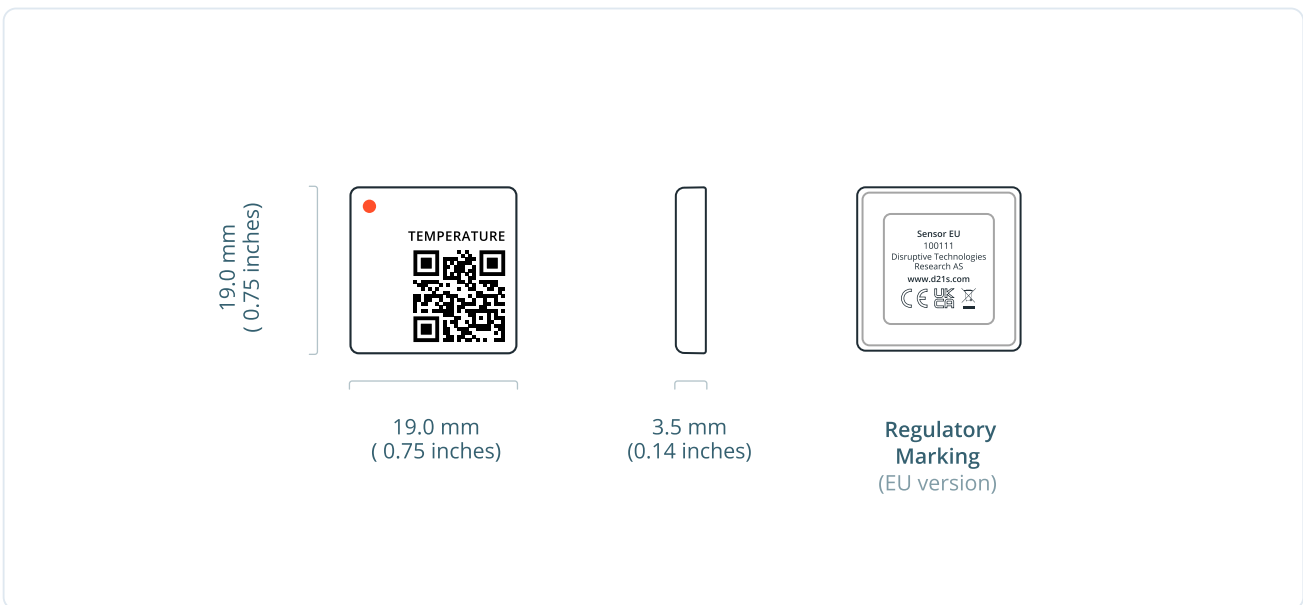 19.0 mm
( 0.75 inches)
TEMPERATURE
Sensor EU
100111
Disruptive Technologies
Research AS
www.d21s.com
CE UK
CA
19.0 mm
( 0.75 inches)
3.5 mm
(0.14 inches)
Regulatory
Marking
(EU version)